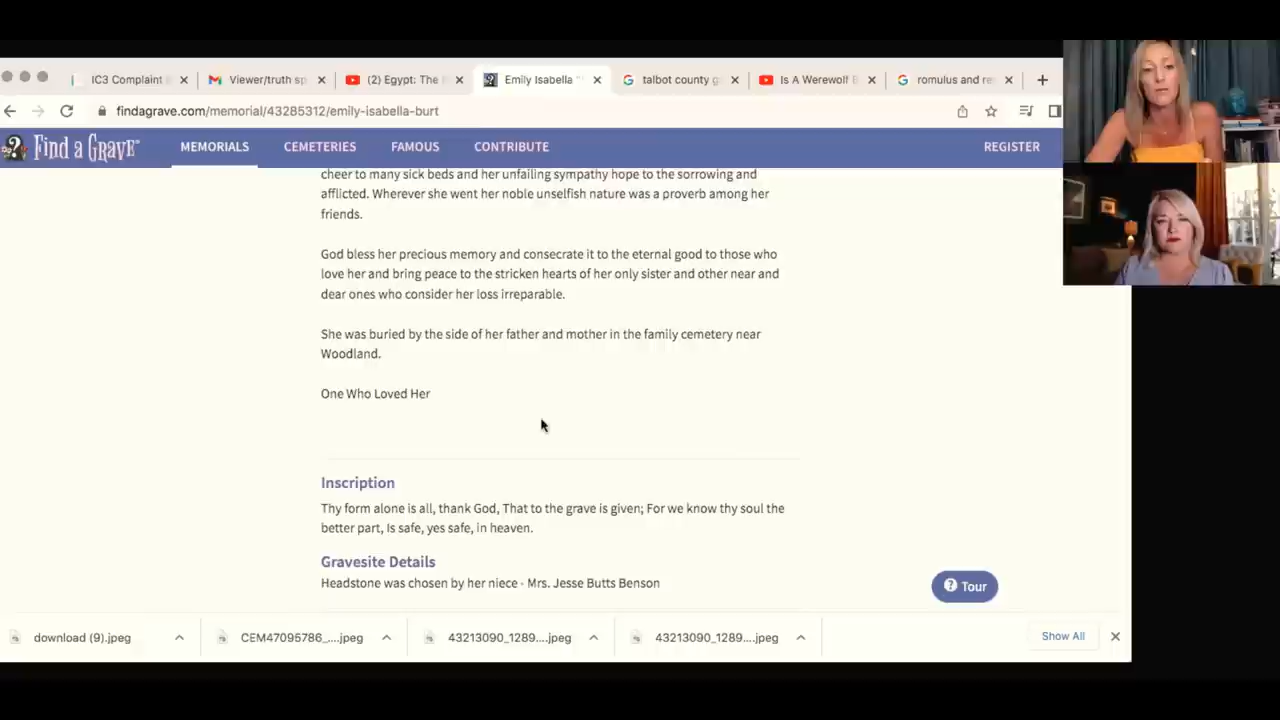 IC3 Complaint
Viewer/truth sp
(2) Egypt: The
Emily Isabella "
talbot county g
Is A Werewolf
romulus and re
findagrave.com/memorial/43285312/emily-isabella-burt
Find a Grave
MEMORIALS
CEMETERIES
FAMOUS
CONTRIBUTE
REGISTER
cheer to many sick beds and her unfailing sympathy hope to the sorrowing and
afflicted. Wherever she went her noble unselfish nature was a proverb among her
friends.
God bless her precious memory and consecrate it to the eternal good to those who
love her and bring peace to the stricken hearts of her only sister and other near and
dear ones who consider her loss irreparable.
She was buried by the side of her father and mother in the family cemetery near
Woodland.
One Who Loved Her
Inscription
Thy form alone is all, thank God, That to the grave is given; For we know thy soul the
better part, Is safe, yes safe, in heaven.
Gravesite Details
Headstone was chosen by her niece - Mrs. Jesse Butts Benson
Tour
download (9).jpeg
CEM47095786_....jpeg
43213090_1289....jpeg
43213090_1289....jpeg
Show All